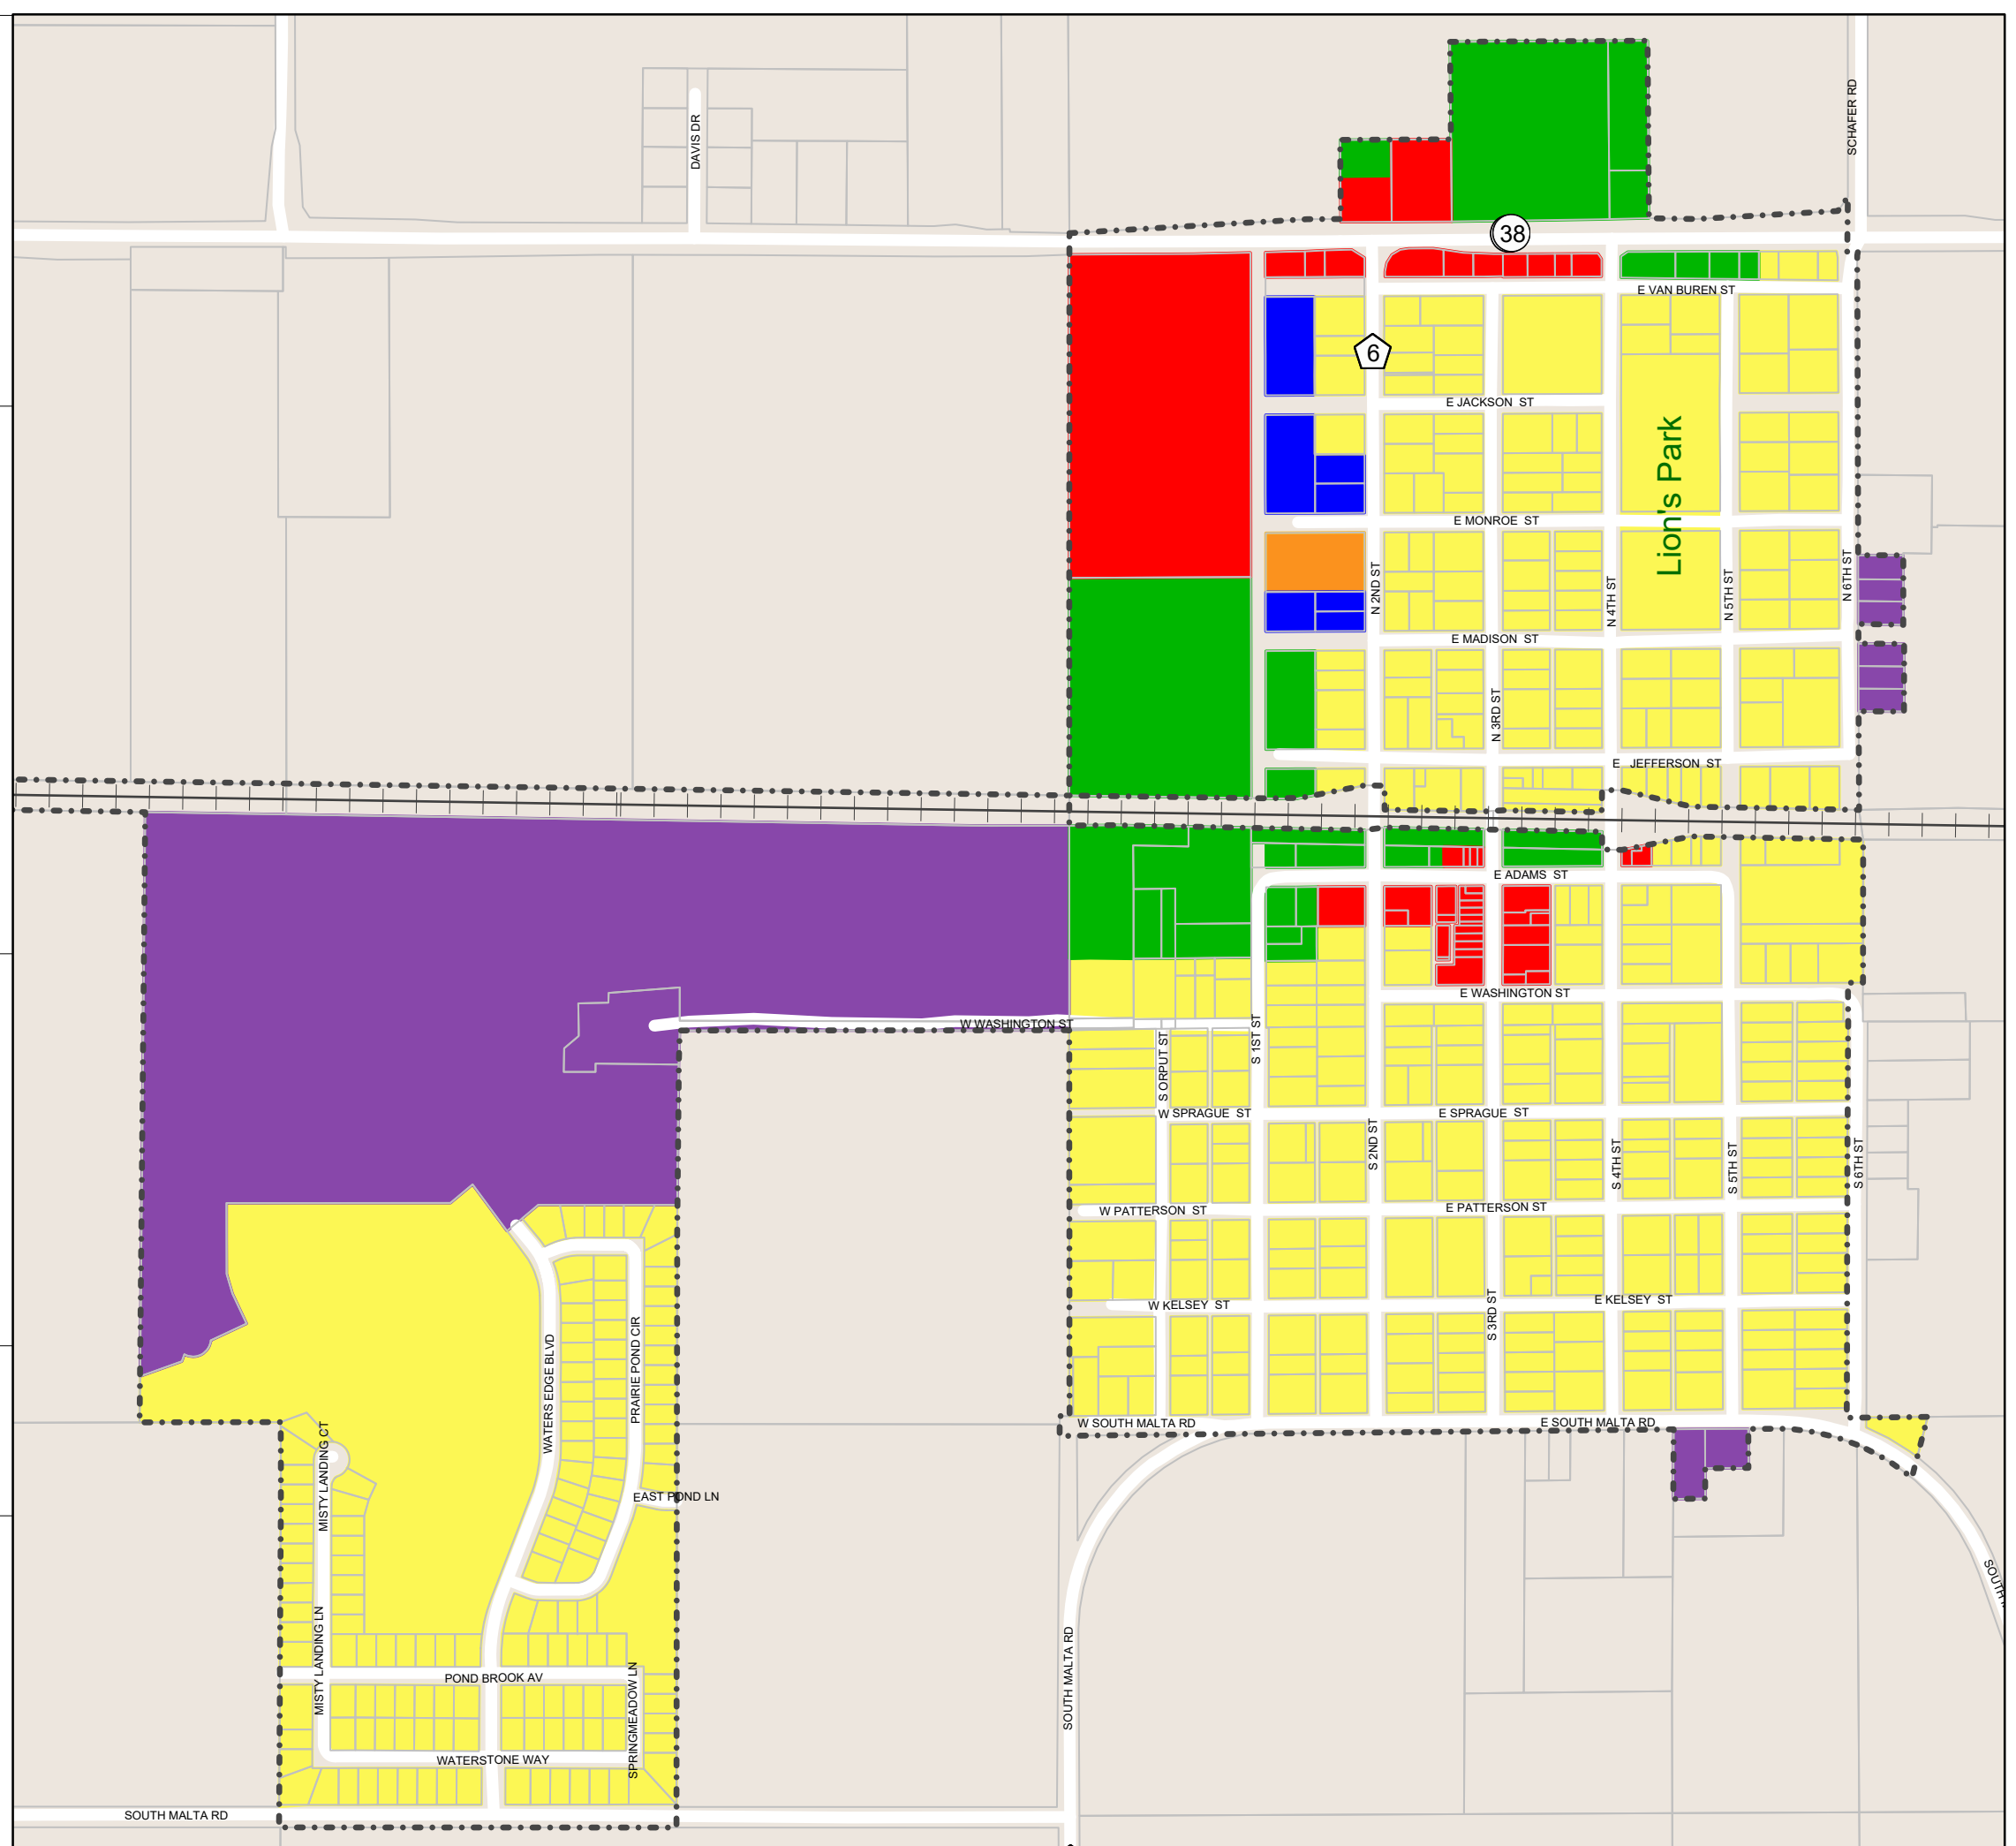 DAVIS DR
SCHAFER RD
38
E VAN BUREN ST
6
E JACKSON ST
Lion's Park
E MONROE ST
N 2ND ST
N 4TH ST
N 5TH ST
N 6TH ST
E MADISON ST
N 3RD ST
E JEFFERSON ST
E ADAMS ST
E WASHINGTON ST
W WASHINGTON ST
S ORPUT ST
S 1ST ST
W SPRAGUE ST
E SPRAGUE ST
S 2ND ST
S 4TH ST
S 5TH ST
S 6TH ST
W PATTERSON ST
E PATTERSON ST
W KELSEY ST
E KELSEY ST
S 3RD ST
WATERS EDGE BLVD
PRAIRIE POND CIR
W SOUTH MALTA RD
E SOUTH MALTA RD
MISTY LANDING CT
EAST POND LN
SOUTH
MISTY LANDING LN
POND BROOK AV
SPRINGMEADOW LN
SOUTH MALTA RD
WATERSTONE WAY
SOUTH MALTA RD